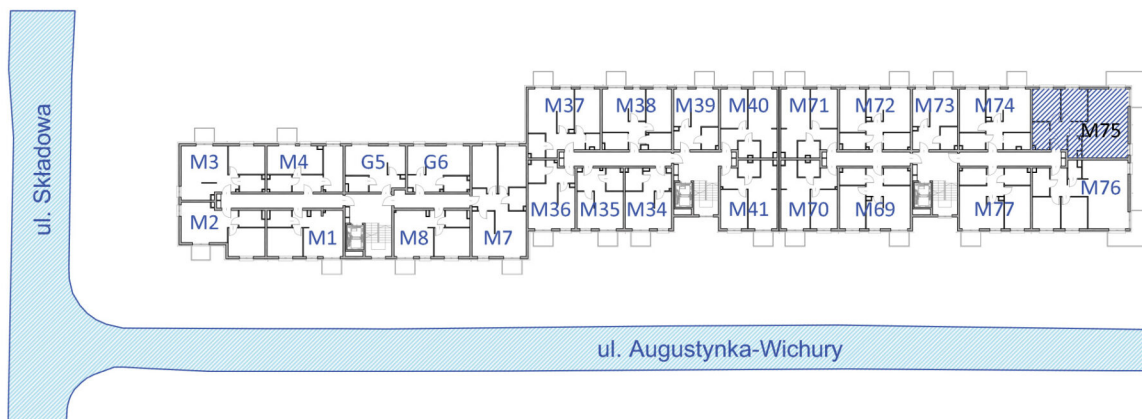 ul. Składowa
M37 M38 M39 M40 M71 M72 M73 M74 M75
M3 M4 G5 G6
M76
M2 M1 M8 M7 M36 M35 M34 M41 M70 M69 M77
ul. Augustynka-Wichury